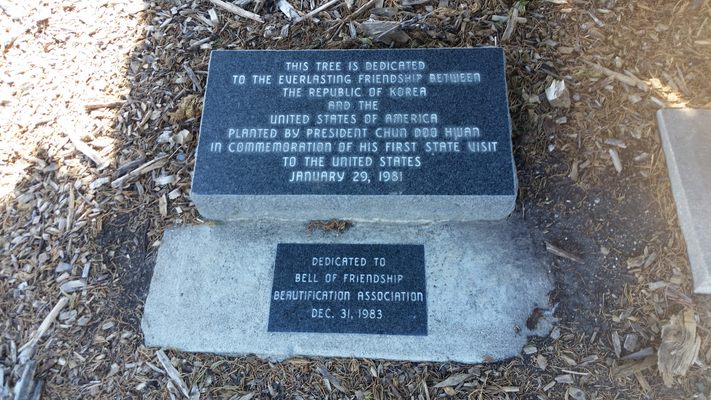 THIS TREE IS DEDICATED
TO THE EVERLASTING FRIENDSHIP BETWEEN
THE REPUBLIC OF KOREA
AND THE
UNITED STATES OF AMERICA
PLANTED BY PRESIDENT CHUN DOO HWAN
IN COMMEMORATION OF HIS FIRST STATE VISIT
TO THE UNITED STATES
JANUARY 29, 1981
DEDICATED TO
BELL OF FRIENDSHIP
BEAUTIFICATION ASSOCIATION
DEC. 31, 1983